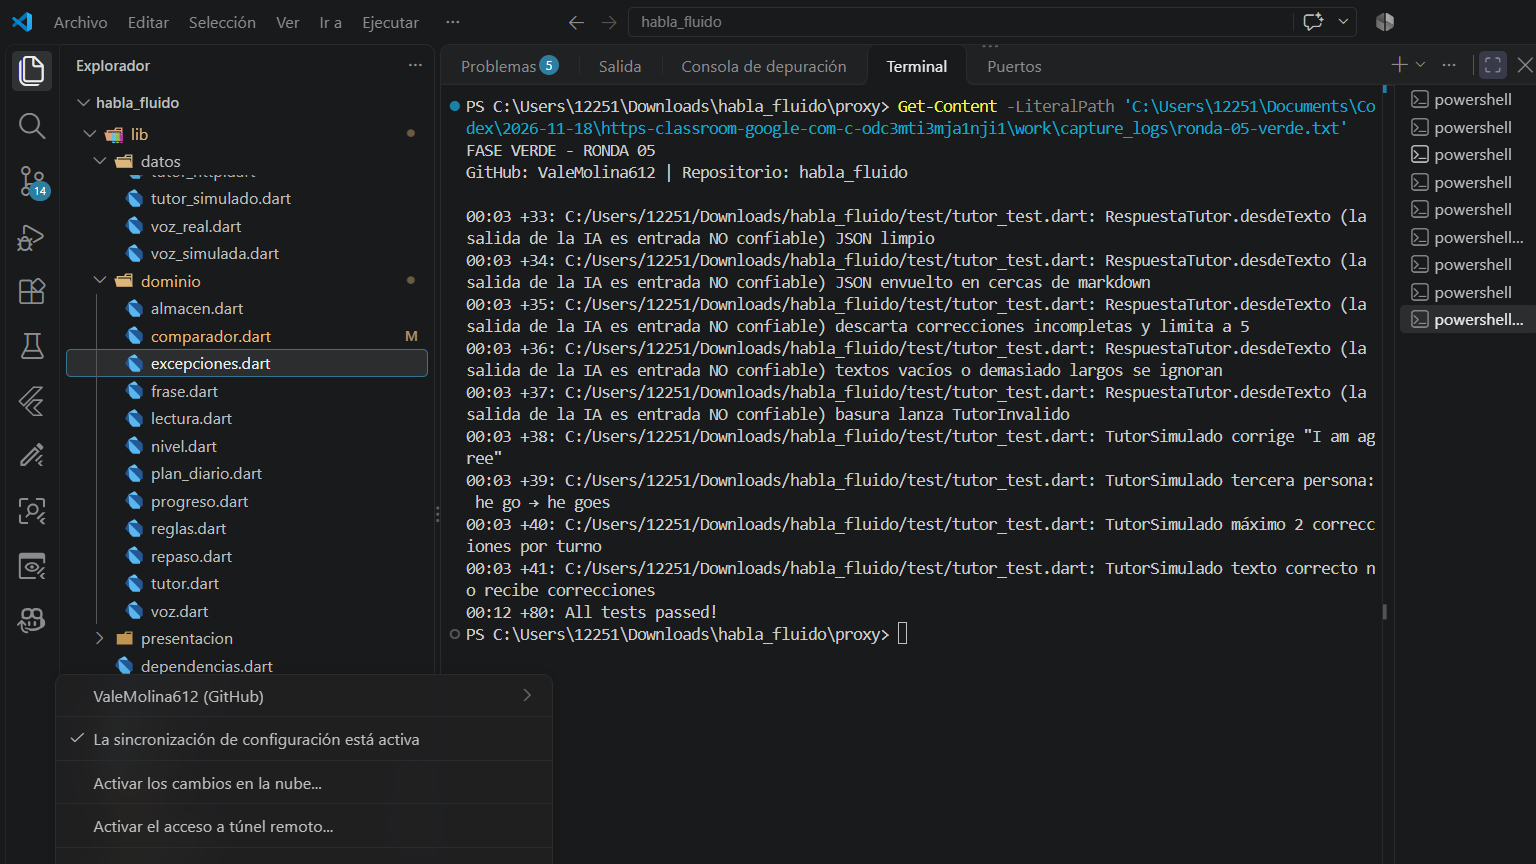 Archivo Editar Selección Ver Ir a Ejecutar ···
habla_fluido
Explorador ···
habla_fluido
lib
datos
tutor_simulado.dart
voz_real.dart
voz_simulada.dart
dominio
almacen.dart
comparador.dart M
excepciones.dart
frase.dart
lectura.dart
nivel.dart
plan_diario.dart
progreso.dart
reglas.dart
repaso.dart
tutor.dart
voz.dart
presentacion
dependencias.dart
14
ValeMolina612 (GitHub)
La sincronización de configuración está activa
Activar los cambios en la nube...
Activar el acceso a túnel remoto...
Problemas 5 Salida Consola de depuración Terminal Puertos
PS C:\Users\12251\Downloads\habla_fluido\proxy> Get-Content -LiteralPath 'C:\Users\12251\Documents\Co
dex\2026-11-18\https-classroom-google-com-c-odc3mti3mja1nji1\work\capture_logs\ronda-05-verde.txt'
FASE VERDE - RONDA 05
GitHub: ValeMolina612 | Repositorio: habla_fluido
00:03 +33: C:/Users/12251/Downloads/habla_fluido/test/tutor_test.dart: RespuestaTutor.desdeTexto (la
salida de la IA es entrada NO confiable) JSON limpio
00:03 +34: C:/Users/12251/Downloads/habla_fluido/test/tutor_test.dart: RespuestaTutor.desdeTexto (la
salida de la IA es entrada NO confiable) JSON envuelto en cercas de markdown
00:03 +35: C:/Users/12251/Downloads/habla_fluido/test/tutor_test.dart: RespuestaTutor.desdeTexto (la
salida de la IA es entrada NO confiable) descarta correcciones incompletas y limita a 5
00:03 +36: C:/Users/12251/Downloads/habla_fluido/test/tutor_test.dart: RespuestaTutor.desdeTexto (la
salida de la IA es entrada NO confiable) textos vacíos o demasiado largos se ignoran
00:03 +37: C:/Users/12251/Downloads/habla_fluido/test/tutor_test.dart: RespuestaTutor.desdeTexto (la
salida de la IA es entrada NO confiable) basura lanza TutorInvalido
00:03 +38: C:/Users/12251/Downloads/habla_fluido/test/tutor_test.dart: TutorSimulado corrige "I am ag
ree"
00:03 +39: C:/Users/12251/Downloads/habla_fluido/test/tutor_test.dart: TutorSimulado tercera persona:
he go → he goes
00:03 +40: C:/Users/12251/Downloads/habla_fluido/test/tutor_test.dart: TutorSimulado máximo 2 correcc
iones por turno
00:03 +41: C:/Users/12251/Downloads/habla_fluido/test/tutor_test.dart: TutorSimulado texto correcto n
o recibe correcciones
00:12 +80: All tests passed!
PS C:\Users\12251\Downloads\habla_fluido\proxy>
powershell
powershell
powershell
powershell
powershell
powershell...
powershell
powershell
powershell...